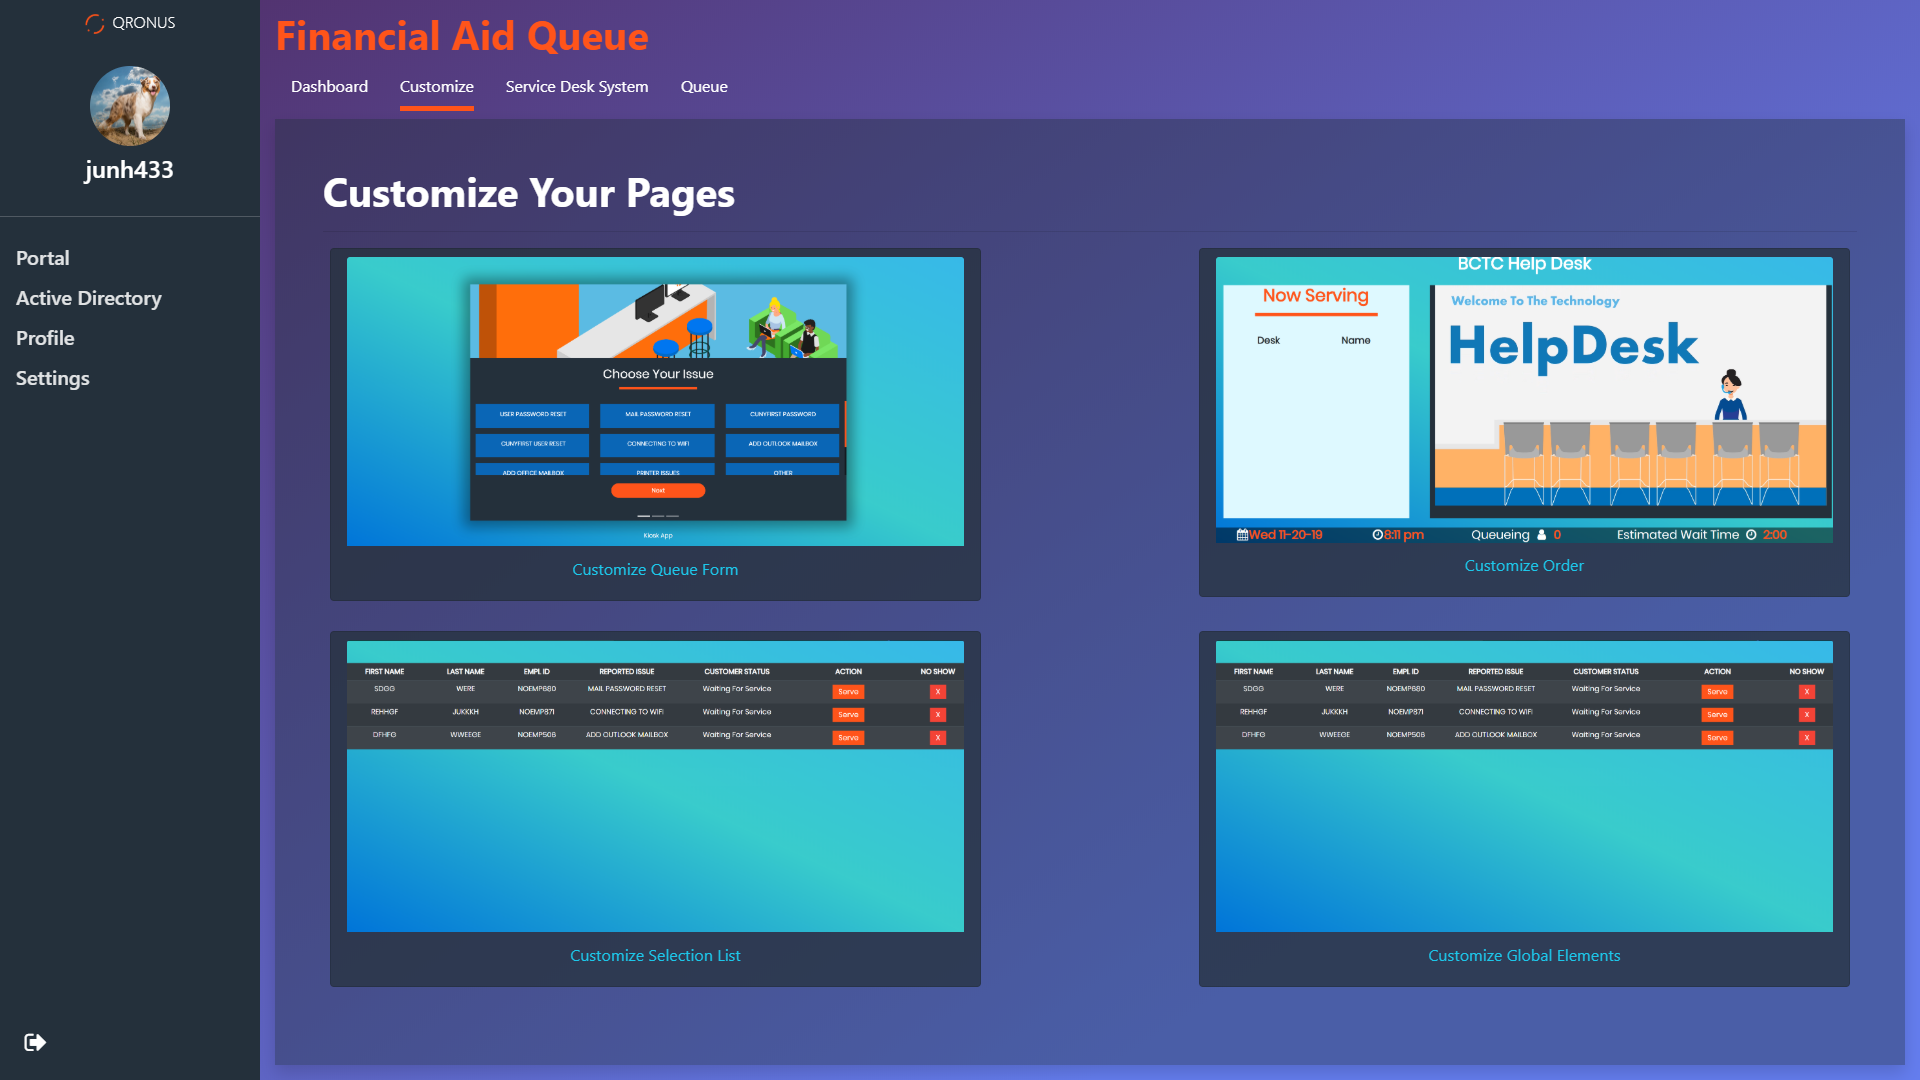 QRONUS
junh433
Portal
Active Directory
Profile
Settings
Financial Aid Queue
Dashboard
Customize
Service Desk System
Queue
Customize Your Pages
Choose Your Issue
USER PASSWORD RESET
MAIL PASSWORD RESET
CUNYFIRST PASSWORD
CUNYFIRST USER RESET
CONNECTING TO WIFI
ADD OUTLOOK MAILBOX
ADD OFFICE MAILBOX
PRINTER ISSUES
OTHER
Next
Kiosk App
Customize Queue Form
BCTC Help Desk
Now Serving
Desk Name
Welcome To The Technology
HelpDesk
Wed 11-20-19 8:11 pm Queueing 0 Estimated Wait Time 2:00
Customize Order
FIRST NAME LAST NAME EMPL ID REPORTED ISSUE CUSTOMER STATUS ACTION NO SHOW
SDGG WERE NOEMP680 MAIL PASSWORD RESET Waiting For Service Serve X
REHHGF JUKKKH NOEMP871 CONNECTING TO WIFI Waiting For Service Serve X
DFHFG WWEEGE NOEMP506 ADD OUTLOOK MAILBOX Waiting For Service Serve X
Customize Selection List
FIRST NAME LAST NAME EMPL ID REPORTED ISSUE CUSTOMER STATUS ACTION NO SHOW
SDGG WERE NOEMP680 MAIL PASSWORD RESET Waiting For Service Serve X
REHHGF JUKKKH NOEMP871 CONNECTING TO WIFI Waiting For Service Serve X
DFHFG WWEEGE NOEMP506 ADD OUTLOOK MAILBOX Waiting For Service Serve X
Customize Global Elements